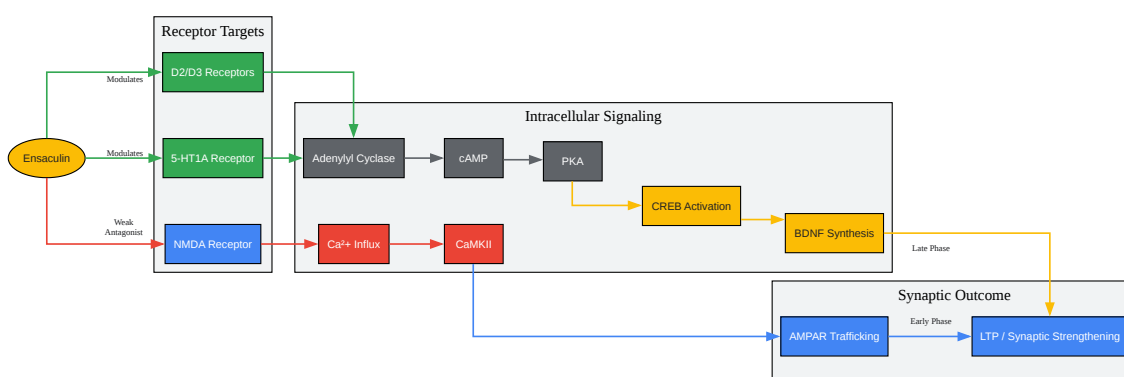 Receptor Targets
D2/D3 Receptors
Modulates
Intracellular Signaling
Ensaculin
Modulates
5-HT1A Receptor
Adenylyl Cyclase
cAMP
PKA
CREB Activation
Weak
Antagonist
NMDA Receptor
Ca²+ Influx
CaMKII
BDNF Synthesis
Late Phase
Synaptic Outcome
AMPAR Trafficking
Early Phase
LTP / Synaptic Strengthening